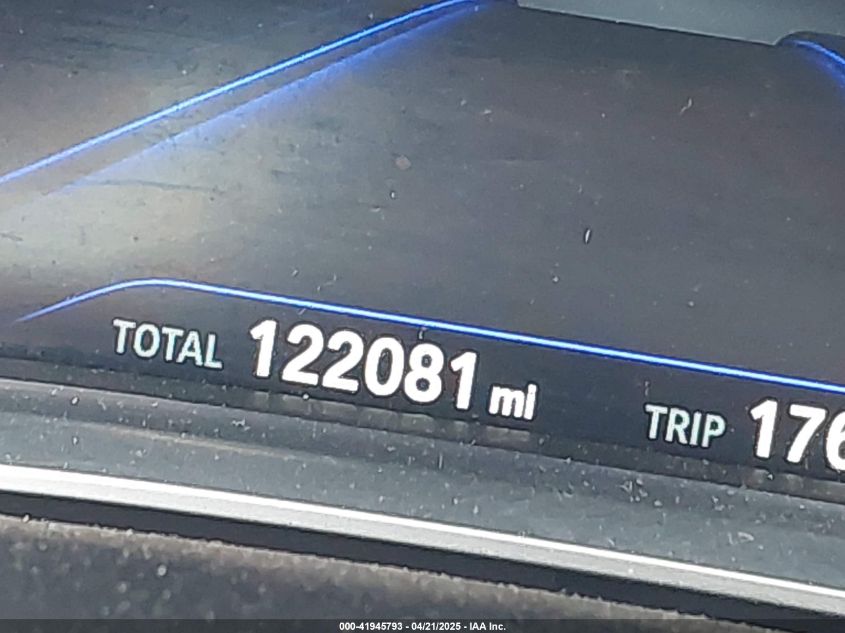 TOTAL 122081 mi TRIP 176
000-41945793 - 04/21/2025 - IAA Inc.